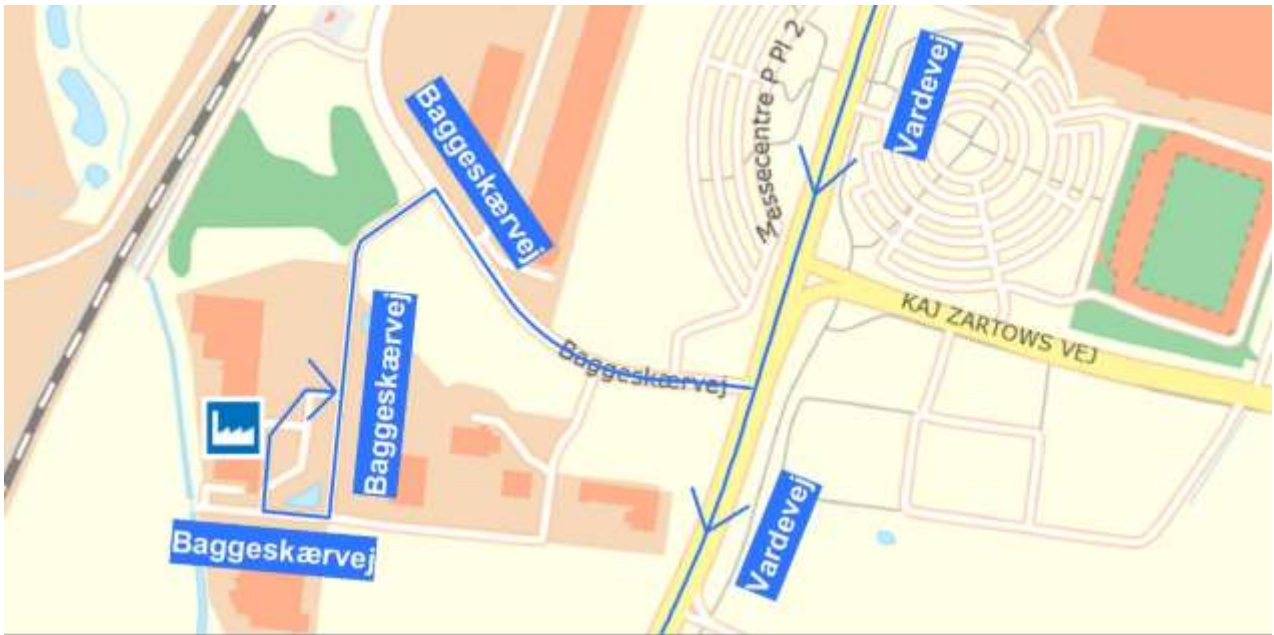 Messecentre P Pl 2
Vardevej
Baggeskærvej
KAJ ZARTOWS VEJ
Baggeskærvej
Baggeskærvej
Vardevej
Baggeskærvej